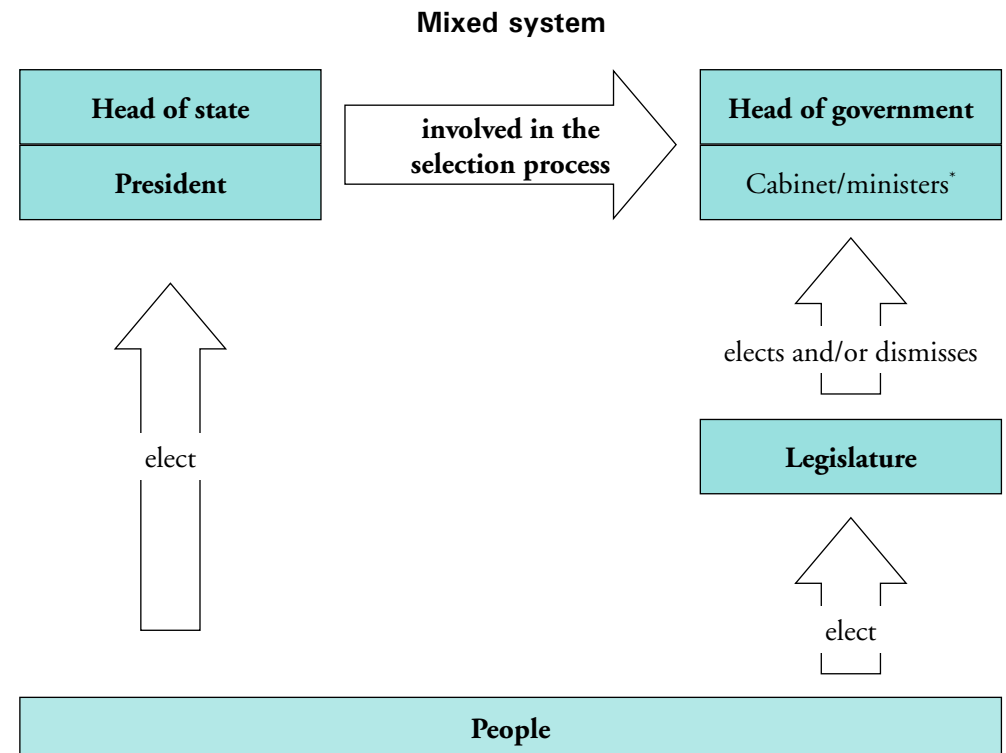 Mixed system
Head of state
President
involved in the
selection process
Head of government
Cabinet/ministers*
elects and/or dismisses
Legislature
elect
elect
People